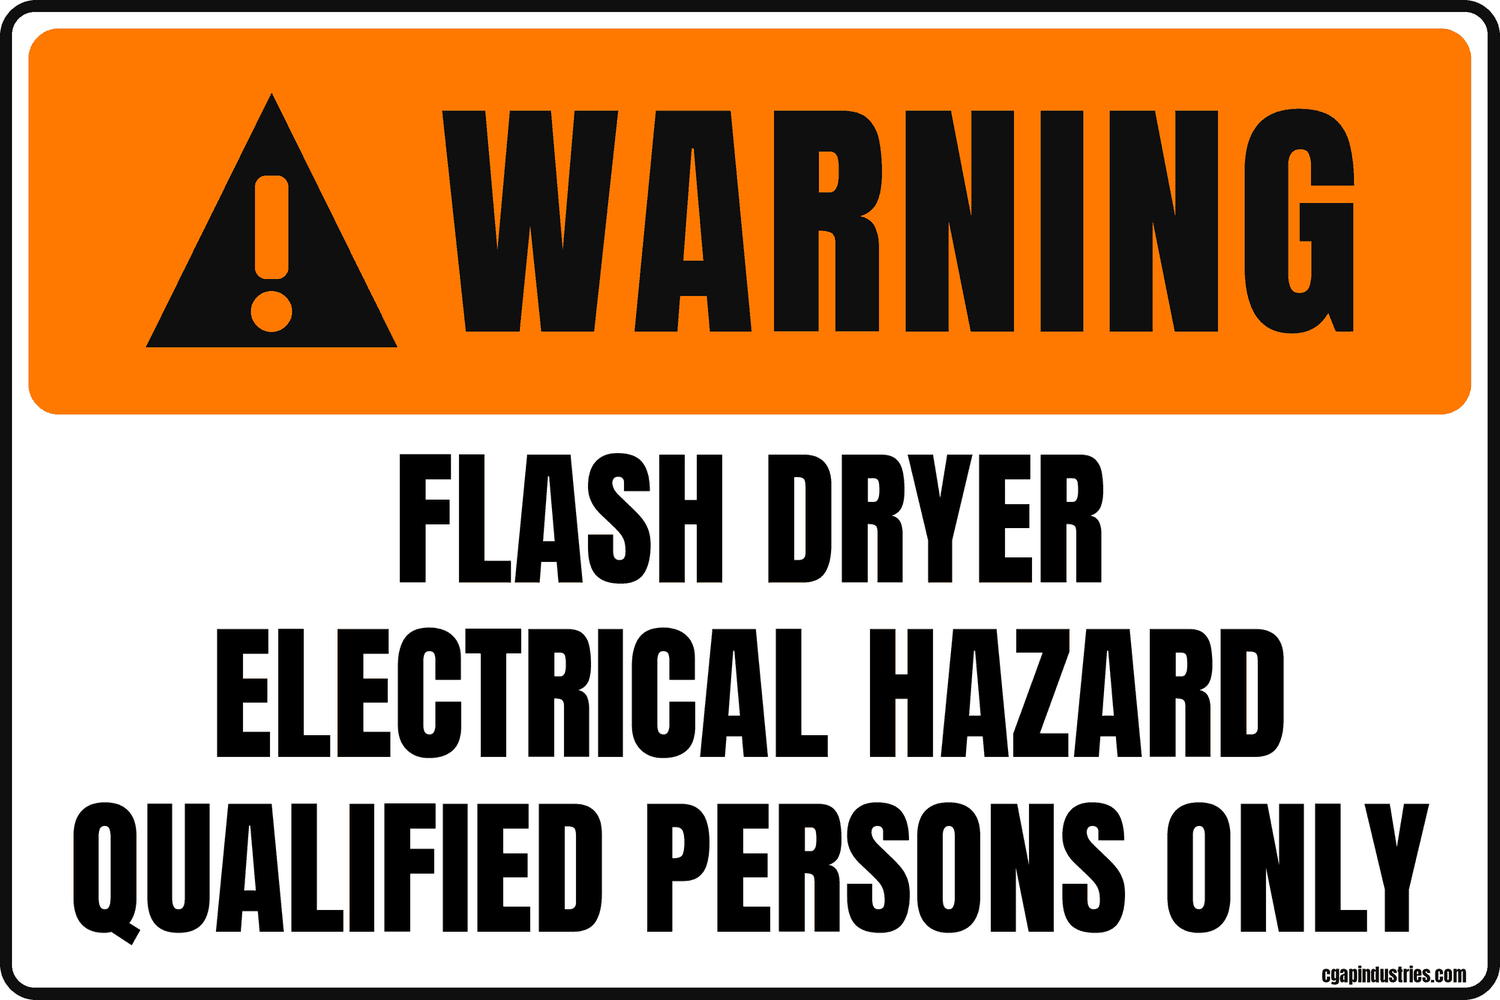 WARNING
FLASH DRYER
ELECTRICAL HAZARD
QUALIFIED PERSONS ONLY
cgapindustries.com